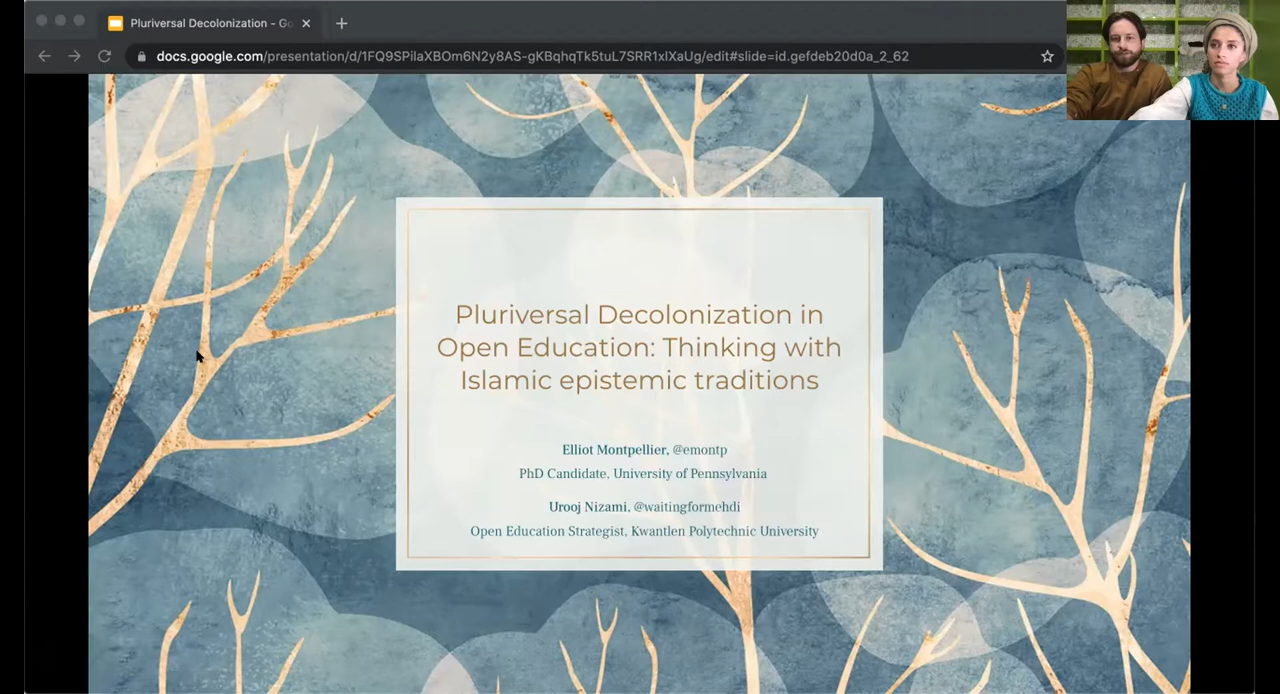 Pluriversal Decolonization - Go
docs.google.com/presentation/d/1FQ9SPilaXBOm6N2y8AS-gKBqhqTk5tuL7SRR1xlXaUg/edit#slide=id.gefdeb20d0a_2_62
Pluriversal Decolonization in
Open Education: Thinking with
Islamic epistemic traditions
Elliot Montpellier, @emontp
PhD Candidate, University of Pennsylvania
Urooj Nizami, @waitingformehdi
Open Education Strategist, Kwantlen Polytechnic University